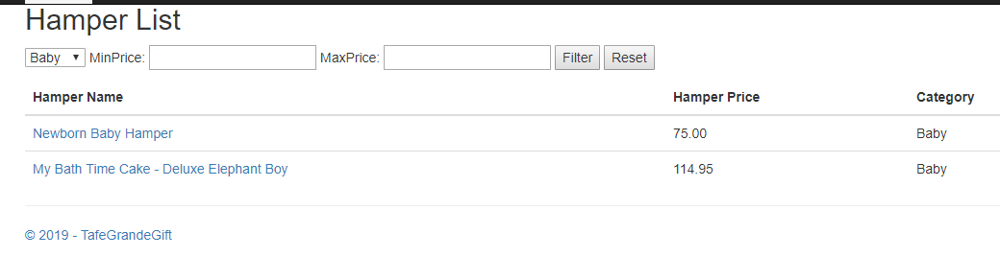 Hamper List
Baby MinPrice: MaxPrice: Filter Reset
Hamper Name Hamper Price Category
Newborn Baby Hamper 75.00 Baby
My Bath Time Cake - Deluxe Elephant Boy 114.95 Baby
© 2019 - TafeGrandeGift